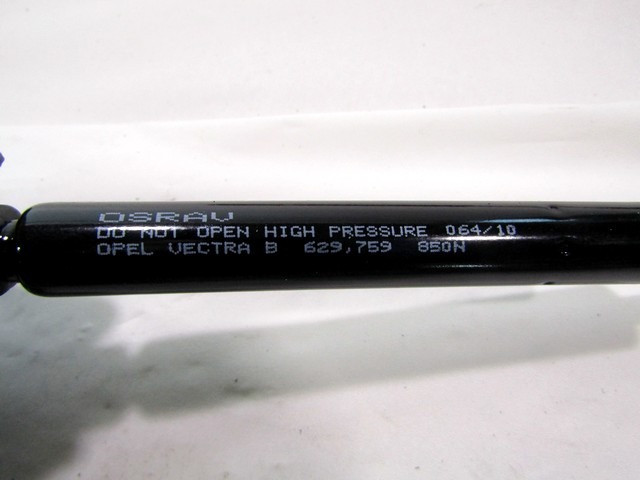 OSRAV
DO NOT OPEN HIGH PRESSURE 064/10
OPEL VECTRA B 629,759 850N